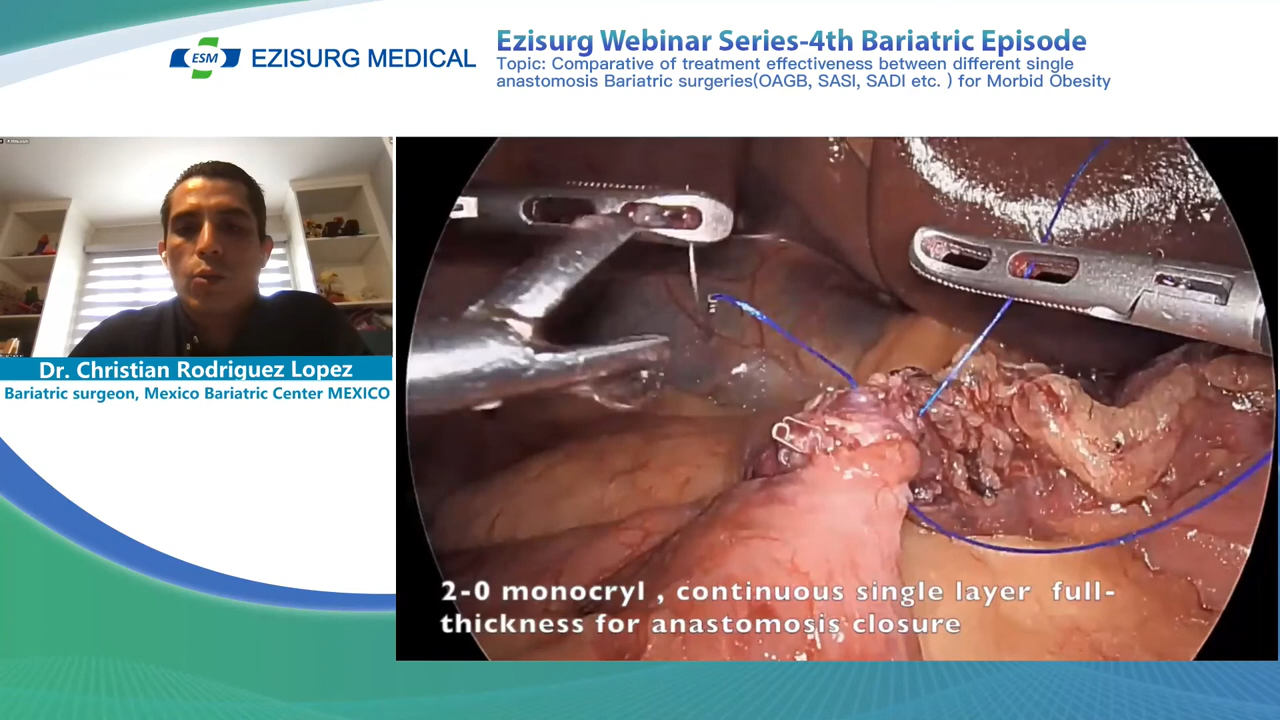 ESM
EZISURG MEDICAL
Ezisurg Webinar Series-4th Bariatric Episode
Topic: Comparative of treatment effectiveness between different single
anastomosis Bariatric surgeries(OAGB, SASI, SADI etc. ) for Morbid Obesity
Dr. Christian Rodriguez Lopez
Bariatric surgeon, Mexico Bariatric Center MEXICO
2-0 monocryl , continuous single layer full-
thickness for anastomosis closure